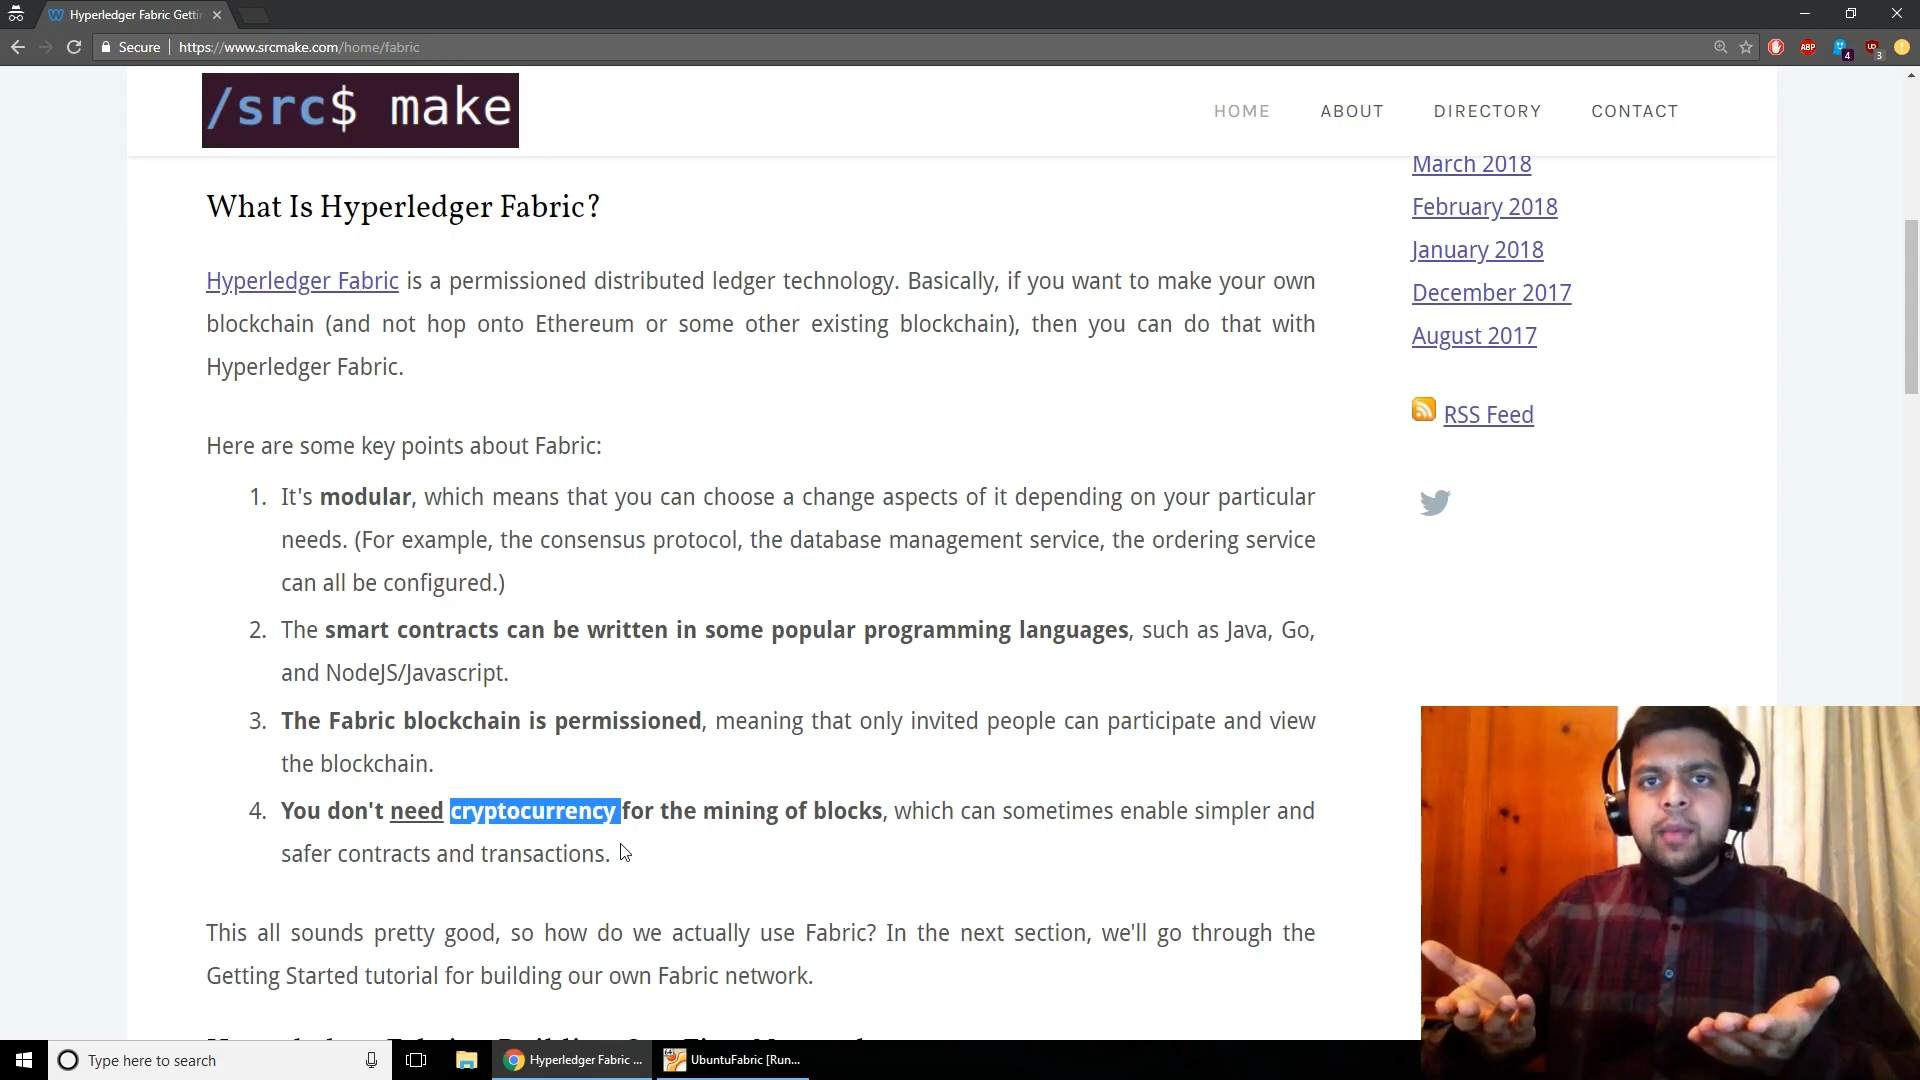 Hyperledger Fabric Getti
Secure https://www.srcmake.com/home/fabric
ABP
4
3
/src$ make
HOME ABOUT DIRECTORY CONTACT
March 2018
February 2018
January 2018
December 2017
August 2017
RSS Feed
What Is Hyperledger Fabric?
Hyperledger Fabric is a permissioned distributed ledger technology. Basically, if you want to make your own
blockchain (and not hop onto Ethereum or some other existing blockchain), then you can do that with
Hyperledger Fabric.
Here are some key points about Fabric:
1. It's modular, which means that you can choose a change aspects of it depending on your particular
needs. (For example, the consensus protocol, the database management service, the ordering service
can all be configured.)
2. The smart contracts can be written in some popular programming languages, such as Java, Go,
and NodeJS/Javascript.
3. The Fabric blockchain is permissioned, meaning that only invited people can participate and view
the blockchain.
4. You don't need cryptocurrency for the mining of blocks, which can sometimes enable simpler and
safer contracts and transactions.
This all sounds pretty good, so how do we actually use Fabric? In the next section, we'll go through the
Getting Started tutorial for building our own Fabric network.
Type here to search
Hyperledger Fabric ...
UbuntuFabric [Run...